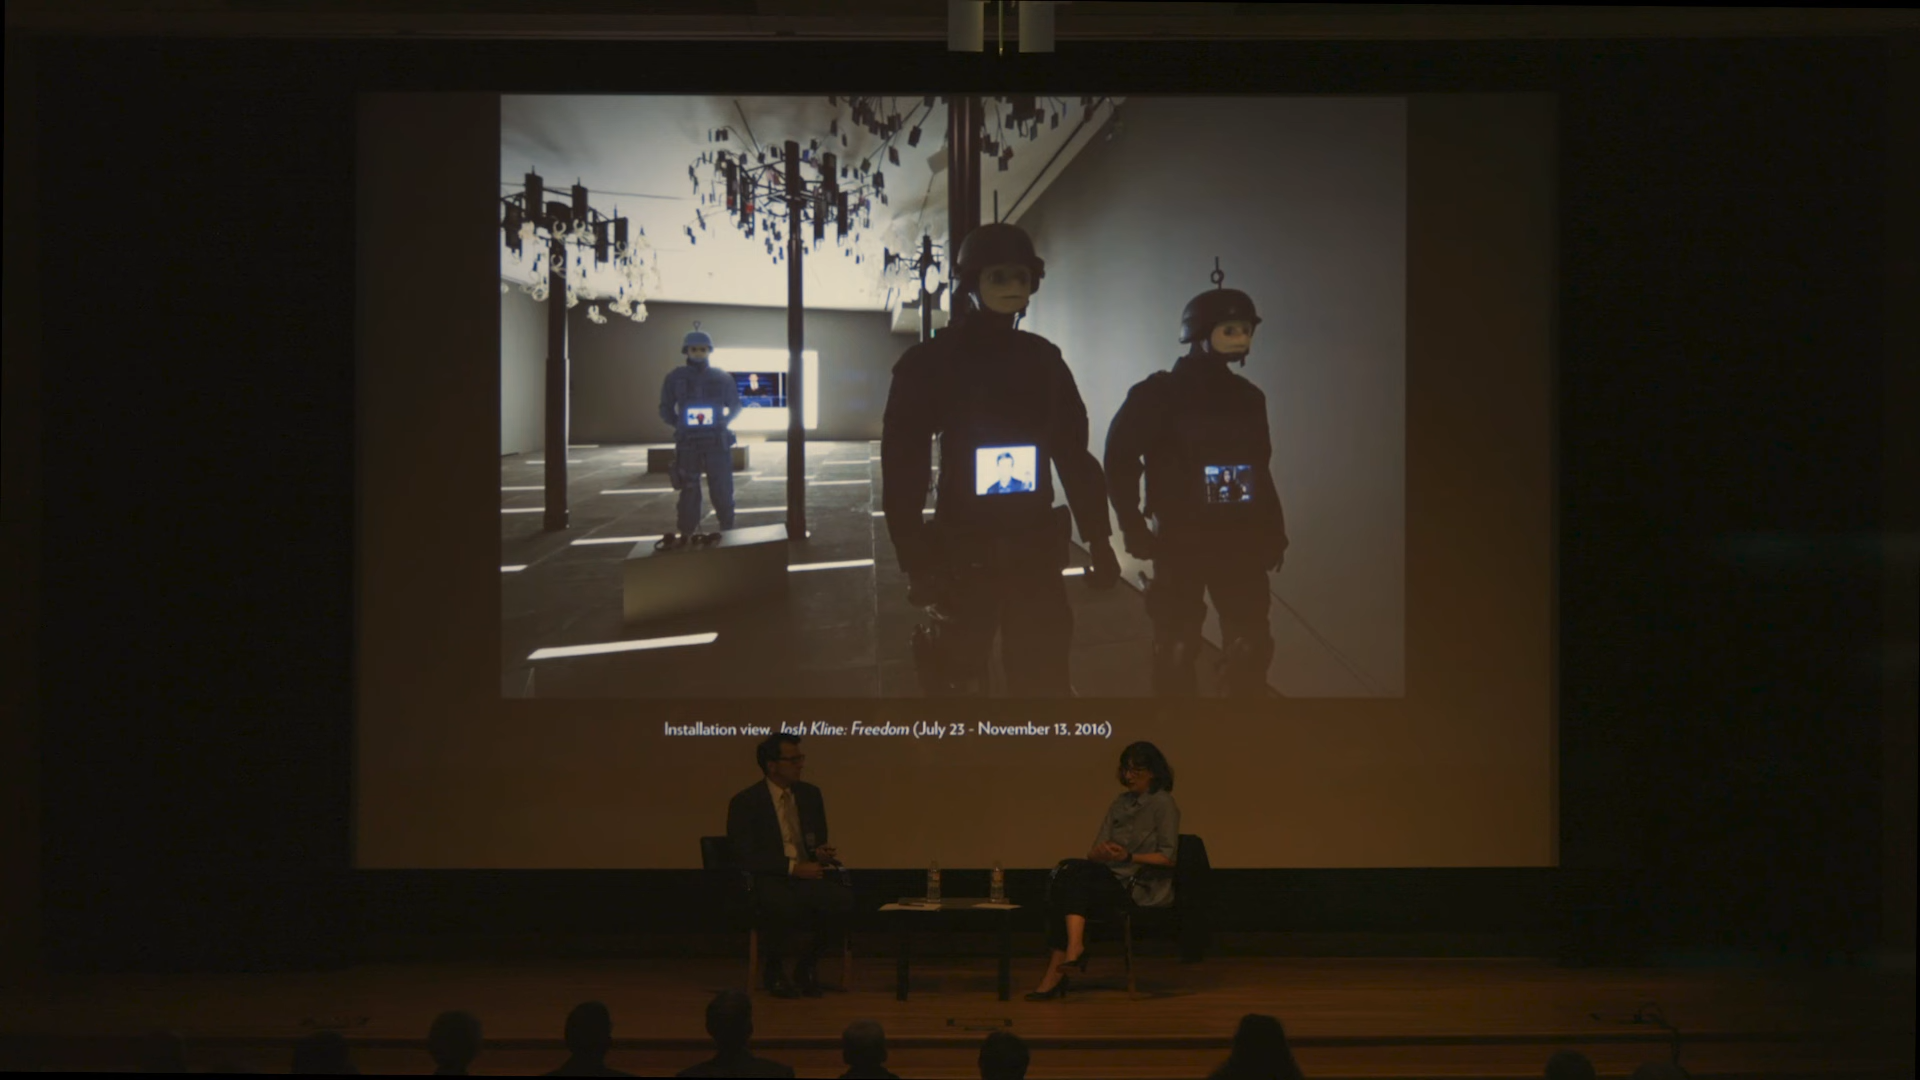 Installation view, Josh Kline: Freedom (July 23 - November 13, 2016)